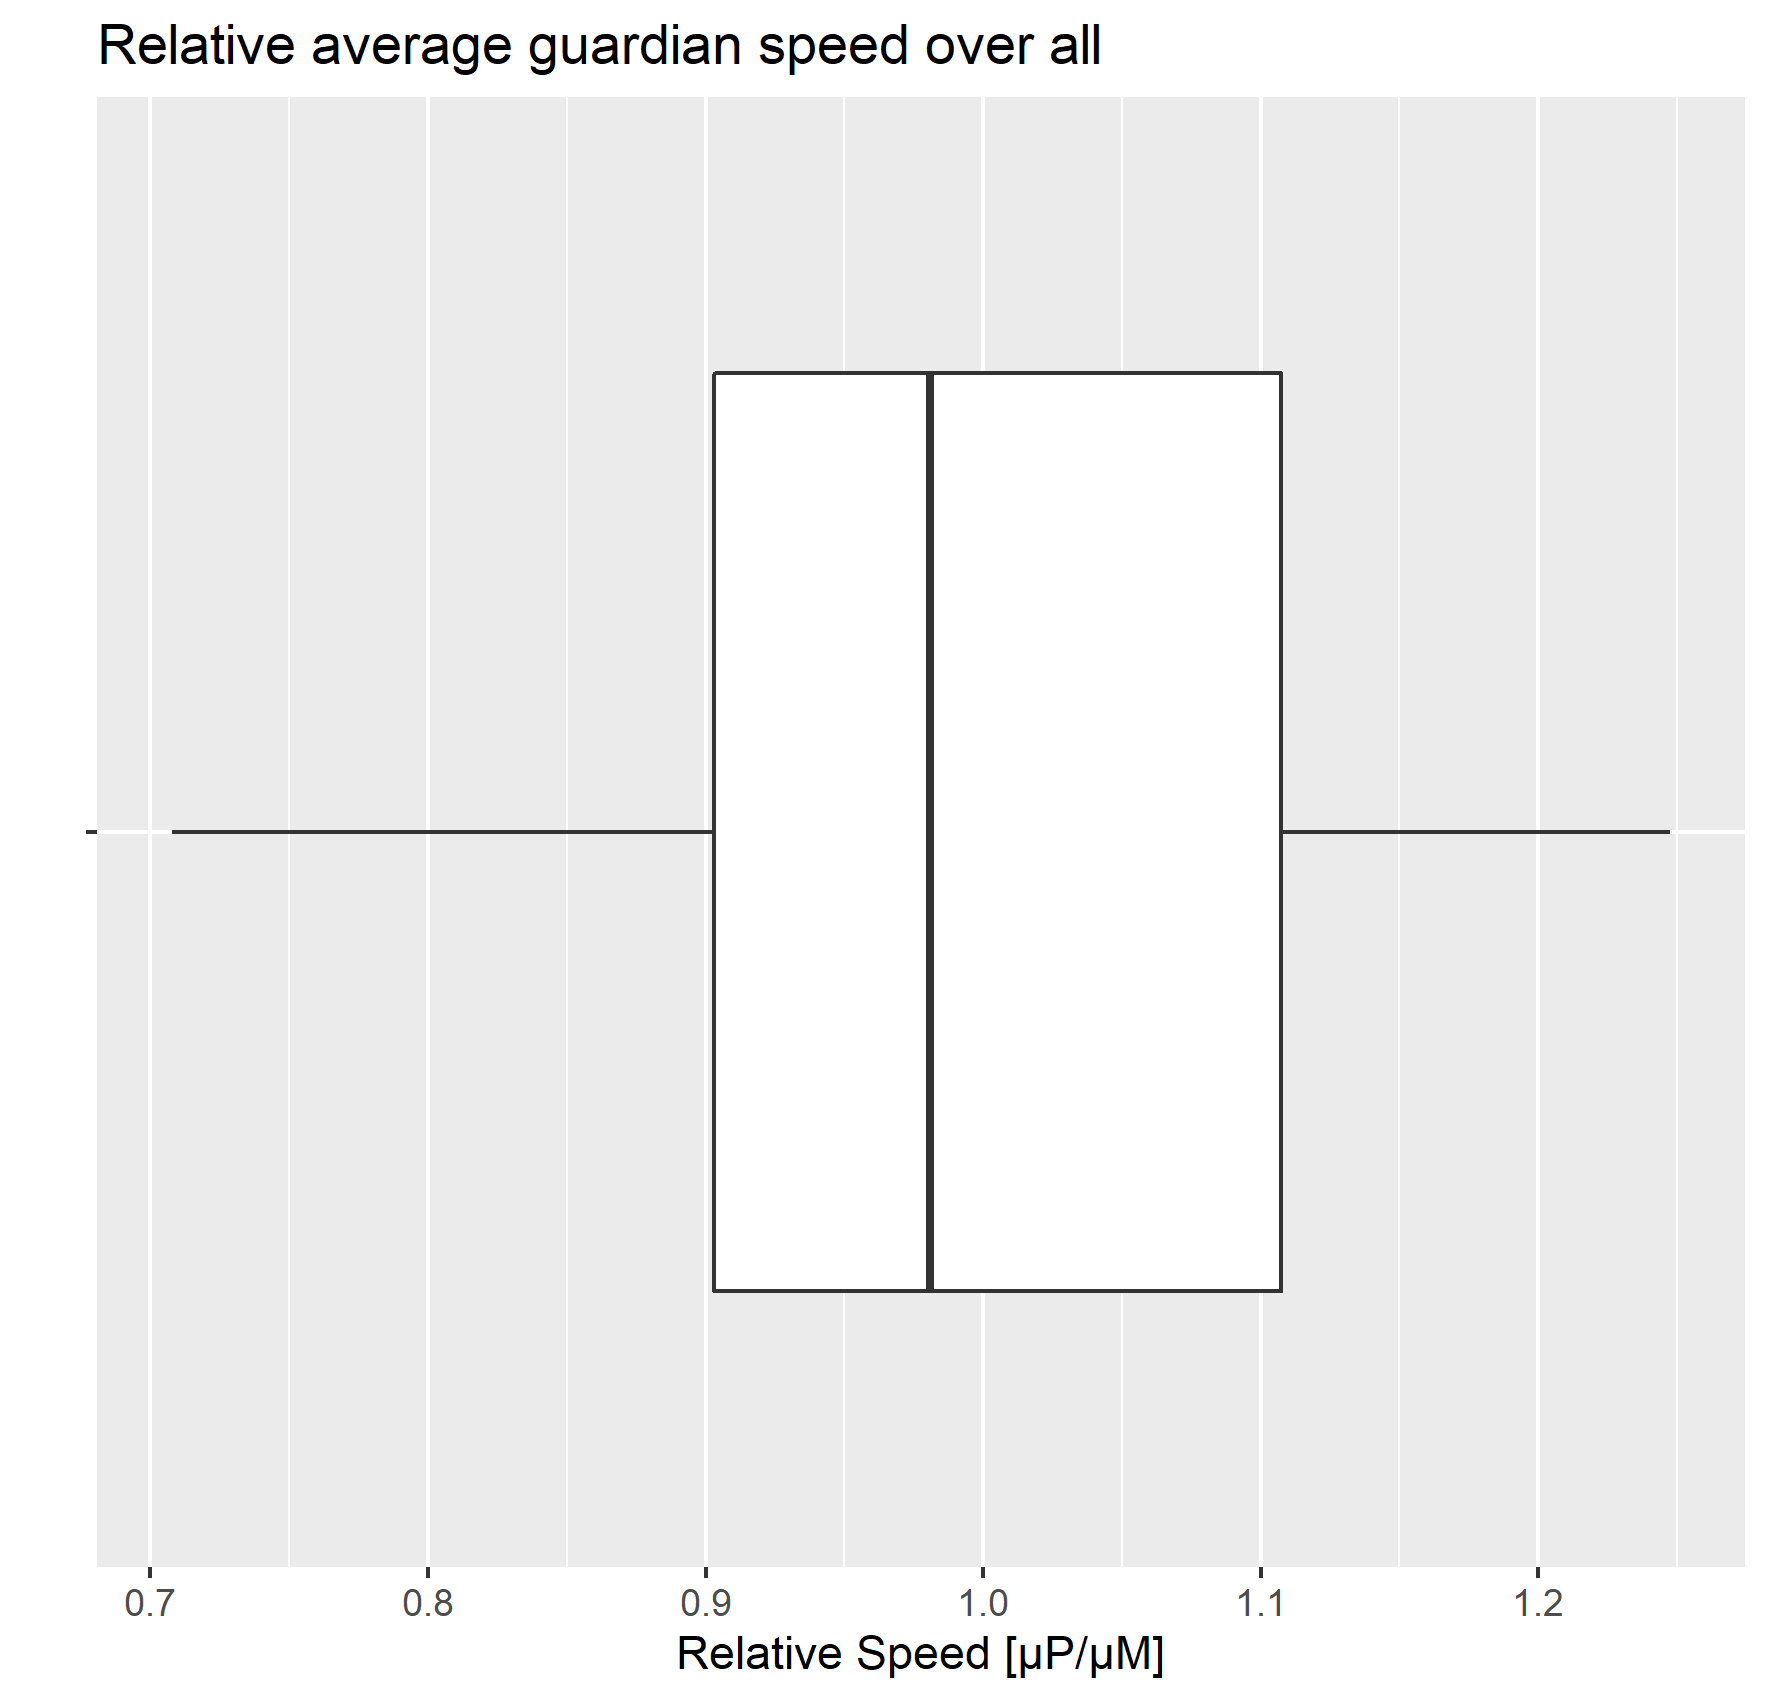 Relative average guardian speed over all
0.7 0.8 0.9 1.0 1.1 1.2
Relative Speed [µP/µM]